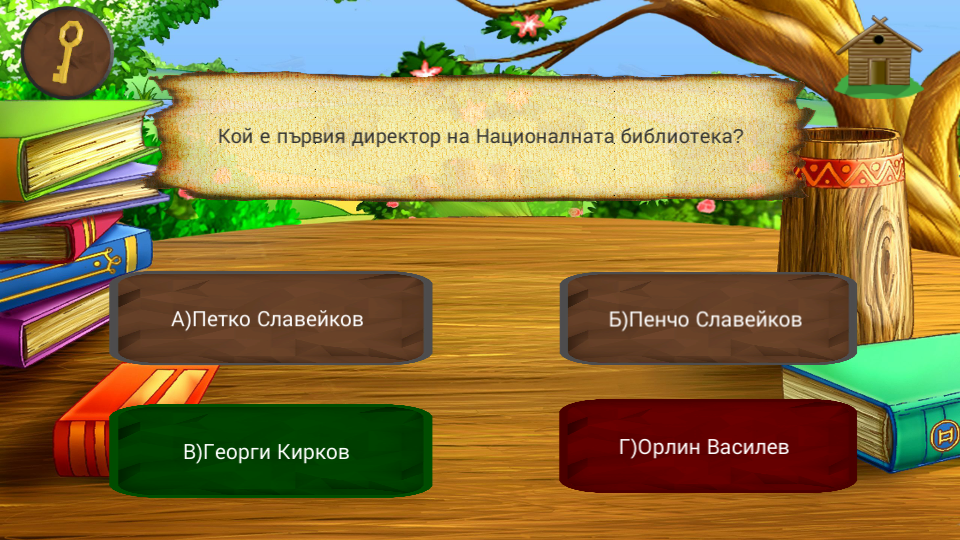 Кой е първия директор на Националната библиотека?
А)Петко Славейков
Б)Пенчо Славейков
В)Георги Кирков
Г)Орлин Василев